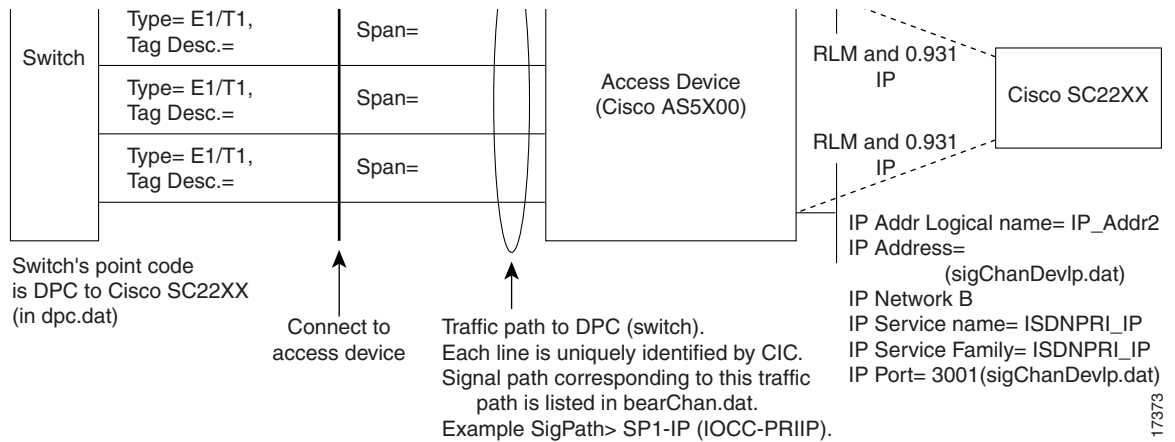 Type= E1/T1,
Tag Desc.=
Span=
Switch
Type= E1/T1,
Tag Desc.=
Span=
Type= E1/T1,
Tag Desc.=
Span=
Access Device
(Cisco AS5X00)
RLM and 0.931
IP
Cisco SC22XX
RLM and 0.931
IP
Switch's point code
is DPC to Cisco SC22XX
(in dpc.dat)
Connect to
access device
Traffic path to DPC (switch).
Each line is uniquely identified by CIC.
Signal path corresponding to this traffic
path is listed in bearChan.dat.
Example SigPath> SP1-IP (IOCC-PRIIP).
IP Addr Logical name= IP_Addr2
IP Address=
(sigChanDevIp.dat)
IP Network B
IP Service name= ISDNPRI_IP
IP Service Family= ISDNPRI_IP
IP Port= 3001(sigChanDevIp.dat)
17373